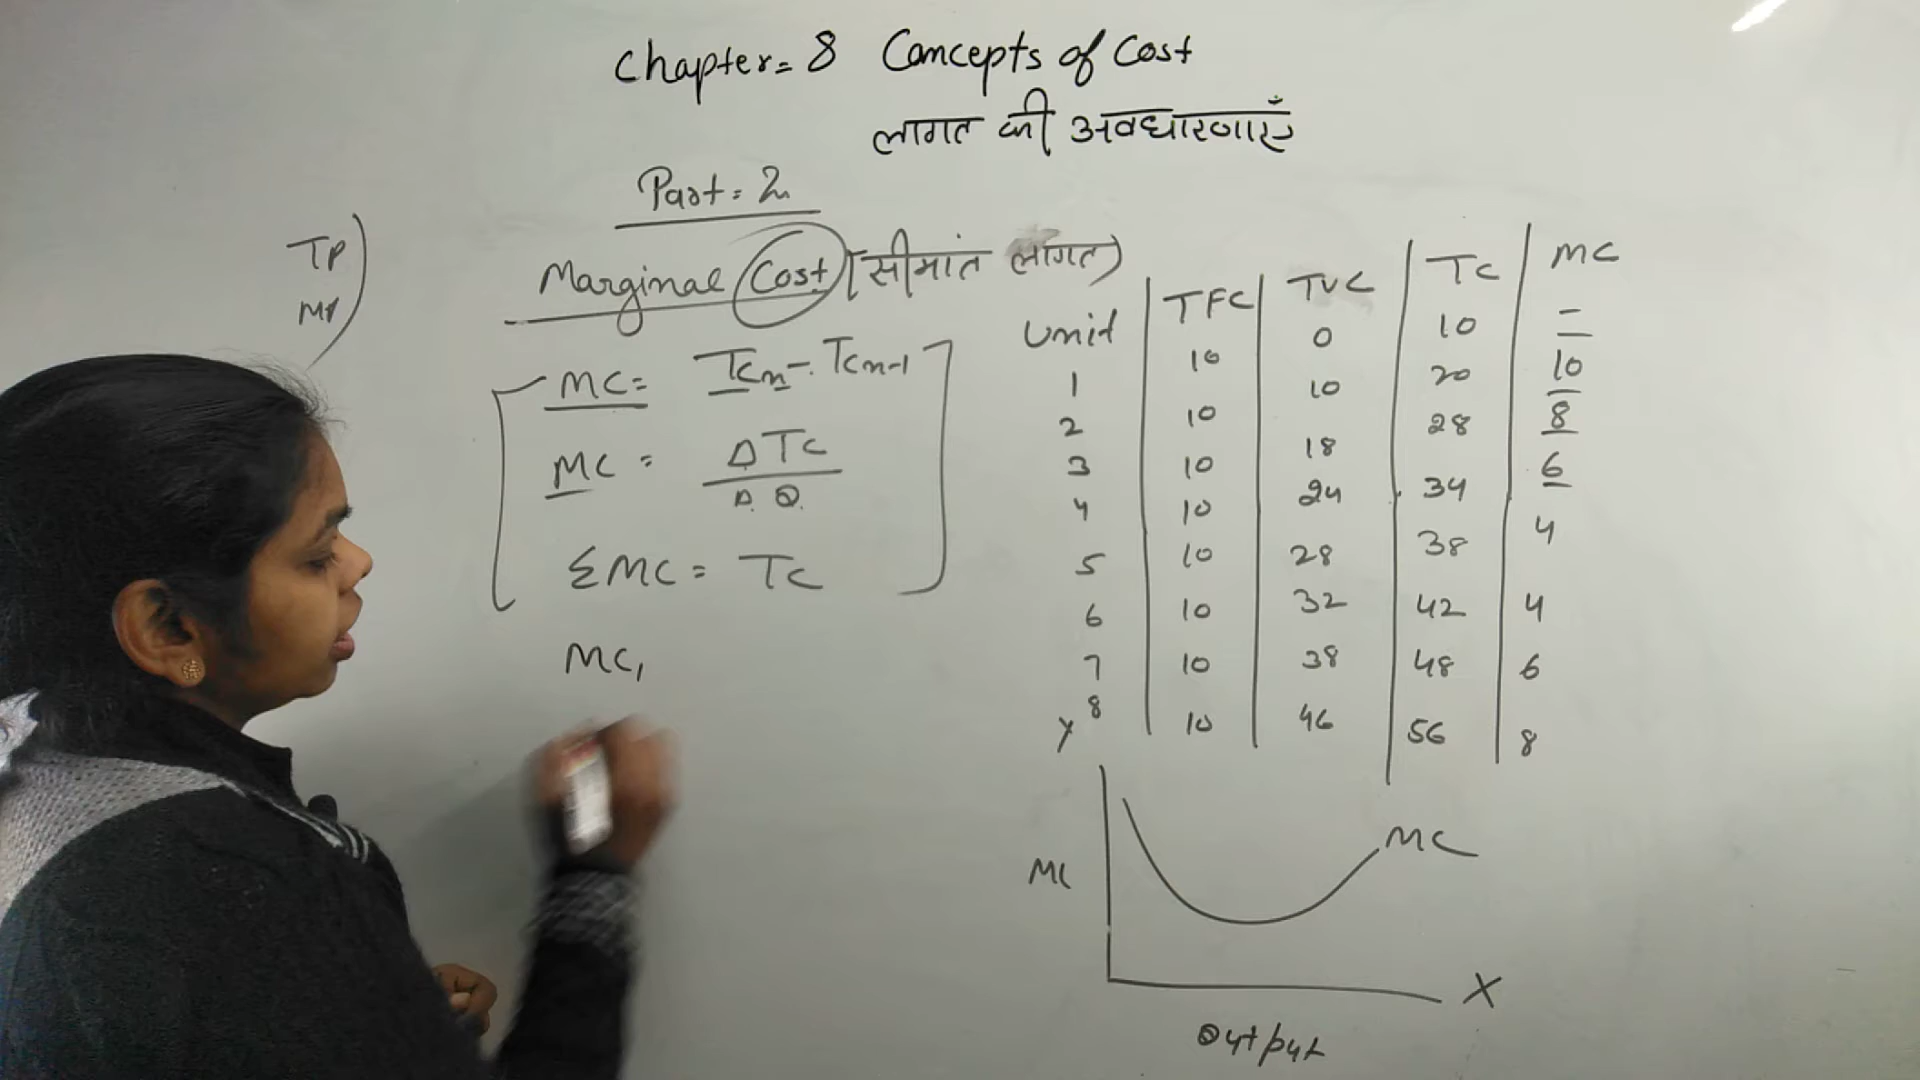 Chapter = 8 Concepts of Cost
लागत की अवधारणाएँ
Part = 2
TP
MP
Marginal Cost (सीमांत लागत)
MC = TCn - TCn-1
MC = ΔTC / ΔQ
ΣMC = TC
MC,
Unit TFC TVC TC MC
10 0 10 -
1 10 10 20 10
2 10 18 28 8
3 10 24 34 6
4 10 28 38 4
5 10 32 42 4
6 10 38 48 6
7 10 46 56 8
8
Y
MC
MC
X
Output